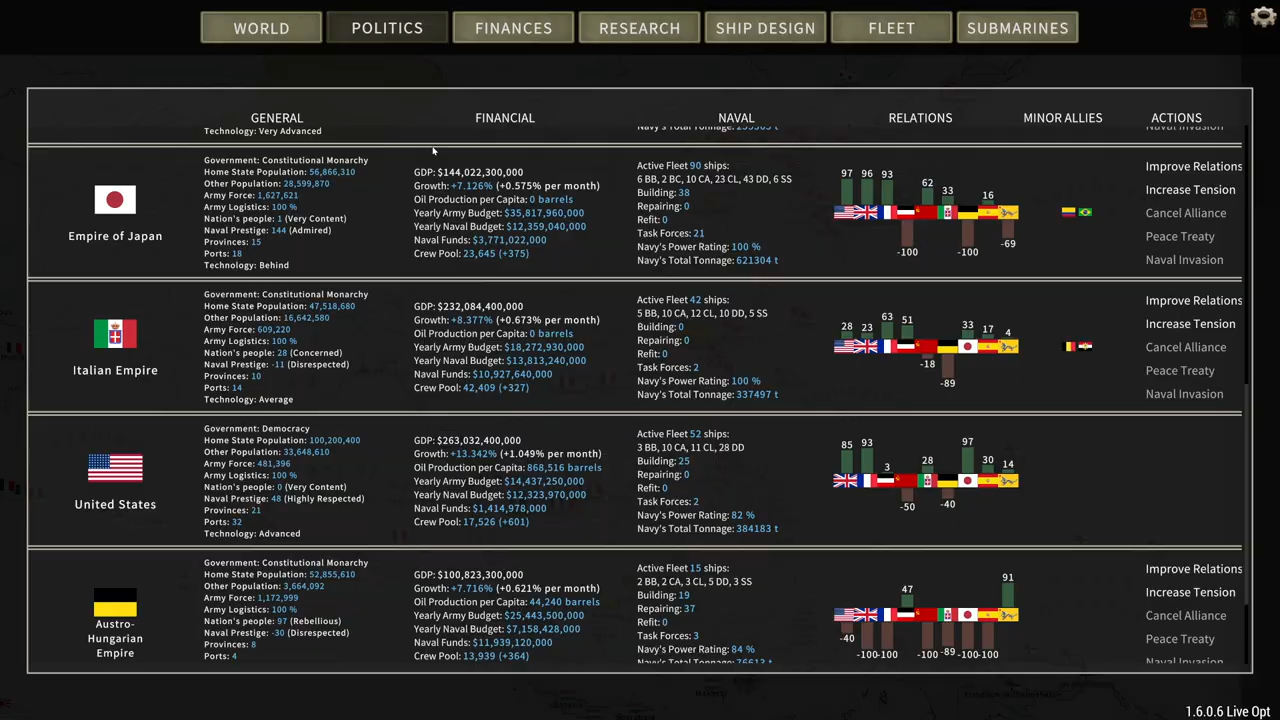 WORLD
POLITICS
FINANCES
RESEARCH
SHIP DESIGN
FLEET
SUBMARINES
GENERAL
FINANCIAL
NAVAL
RELATIONS
MINOR ALLIES
ACTIONS
Technology: Very Advanced
Navy's Total Tonnage:
Naval Invasion
Empire of Japan
Government: Constitutional Monarchy
Home State Population: 56,866,310
Other Population: 28,599,870
Army Force: 1,627,621
Army Logistics: 100 %
Nation's people: 1 (Very Content)
Naval Prestige: 144 (Admired)
Provinces: 15
Ports: 18
Technology: Behind
GDP: $144,022,300,000
Growth: +7.126% (+0.575% per month)
Oil Production per Capita: 0 barrels
Yearly Army Budget: $35,817,960,000
Yearly Naval Budget: $12,359,040,000
Naval Funds: $3,771,022,000
Crew Pool: 23,645 (+375)
Active Fleet 90 ships:
6 BB, 2 BC, 10 CA, 23 CL, 43 DD, 6 SS
Building: 38
Repairing: 0
Refit: 0
Task Forces: 21
Navy's Power Rating: 100 %
Navy's Total Tonnage: 621304 t
97 96 93 62 33 16
-100 -100 -69
Improve Relations
Increase Tension
Cancel Alliance
Peace Treaty
Naval Invasion
Italian Empire
Government: Constitutional Monarchy
Home State Population: 47,518,680
Other Population: 16,642,580
Army Force: 609,220
Army Logistics: 100 %
Nation's people: 28 (Concerned)
Naval Prestige: -11 (Disrespected)
Provinces: 10
Ports: 14
Technology: Average
GDP: $232,084,400,000
Growth: +8.377% (+0.673% per month)
Oil Production per Capita: 0 barrels
Yearly Army Budget: $18,272,930,000
Yearly Naval Budget: $13,813,240,000
Naval Funds: $10,927,640,000
Crew Pool: 42,409 (+327)
Active Fleet 42 ships:
5 BB, 10 CA, 12 CL, 10 DD, 5 SS
Building: 0
Repairing: 0
Refit: 0
Task Forces: 2
Navy's Power Rating: 100 %
Navy's Total Tonnage: 337497 t
28 23 63 51 33 17 4
-18 -89
Improve Relations
Increase Tension
Cancel Alliance
Peace Treaty
Naval Invasion
United States
Government: Democracy
Home State Population: 100,200,400
Other Population: 33,648,610
Army Force: 481,396
Army Logistics: 100 %
Nation's people: 0 (Very Content)
Naval Prestige: 48 (Highly Respected)
Provinces: 21
Ports: 32
Technology: Advanced
GDP: $263,032,400,000
Growth: +13.342% (+1.049% per month)
Oil Production per Capita: 868,516 barrels
Yearly Army Budget: $14,437,250,000
Yearly Naval Budget: $12,323,970,000
Naval Funds: $1,414,978,000
Crew Pool: 17,526 (+601)
Active Fleet 52 ships:
3 BB, 10 CA, 11 CL, 28 DD
Building: 25
Repairing: 0
Refit: 0
Task Forces: 2
Navy's Power Rating: 82 %
Navy's Total Tonnage: 384183 t
85 93 3 28 97 30 14
-50 -40
Austro-
Hungarian
Empire
Government: Constitutional Monarchy
Home State Population: 52,855,610
Other Population: 3,664,092
Army Force: 1,172,999
Army Logistics: 100 %
Nation's people: 97 (Rebellious)
Naval Prestige: -30 (Disrespected)
Provinces: 8
Ports: 4
GDP: $100,823,300,000
Growth: +7.716% (+0.621% per month)
Oil Production per Capita: 44,240 barrels
Yearly Army Budget: $25,443,500,000
Yearly Naval Budget: $7,158,428,000
Naval Funds: $11,939,120,000
Crew Pool: 13,939 (+364)
Active Fleet 15 ships:
2 BB, 2 CA, 3 CL, 5 DD, 3 SS
Building: 19
Repairing: 37
Refit: 0
Task Forces: 3
Navy's Power Rating: 84 %
Navy's Total Tonnage: 76613 t
47 91
-40 -100 -100 -100 -89 -100 -100
Improve Relations
Increase Tension
Cancel Alliance
Peace Treaty
Naval Invasion
1.6.0.6 Live Opt